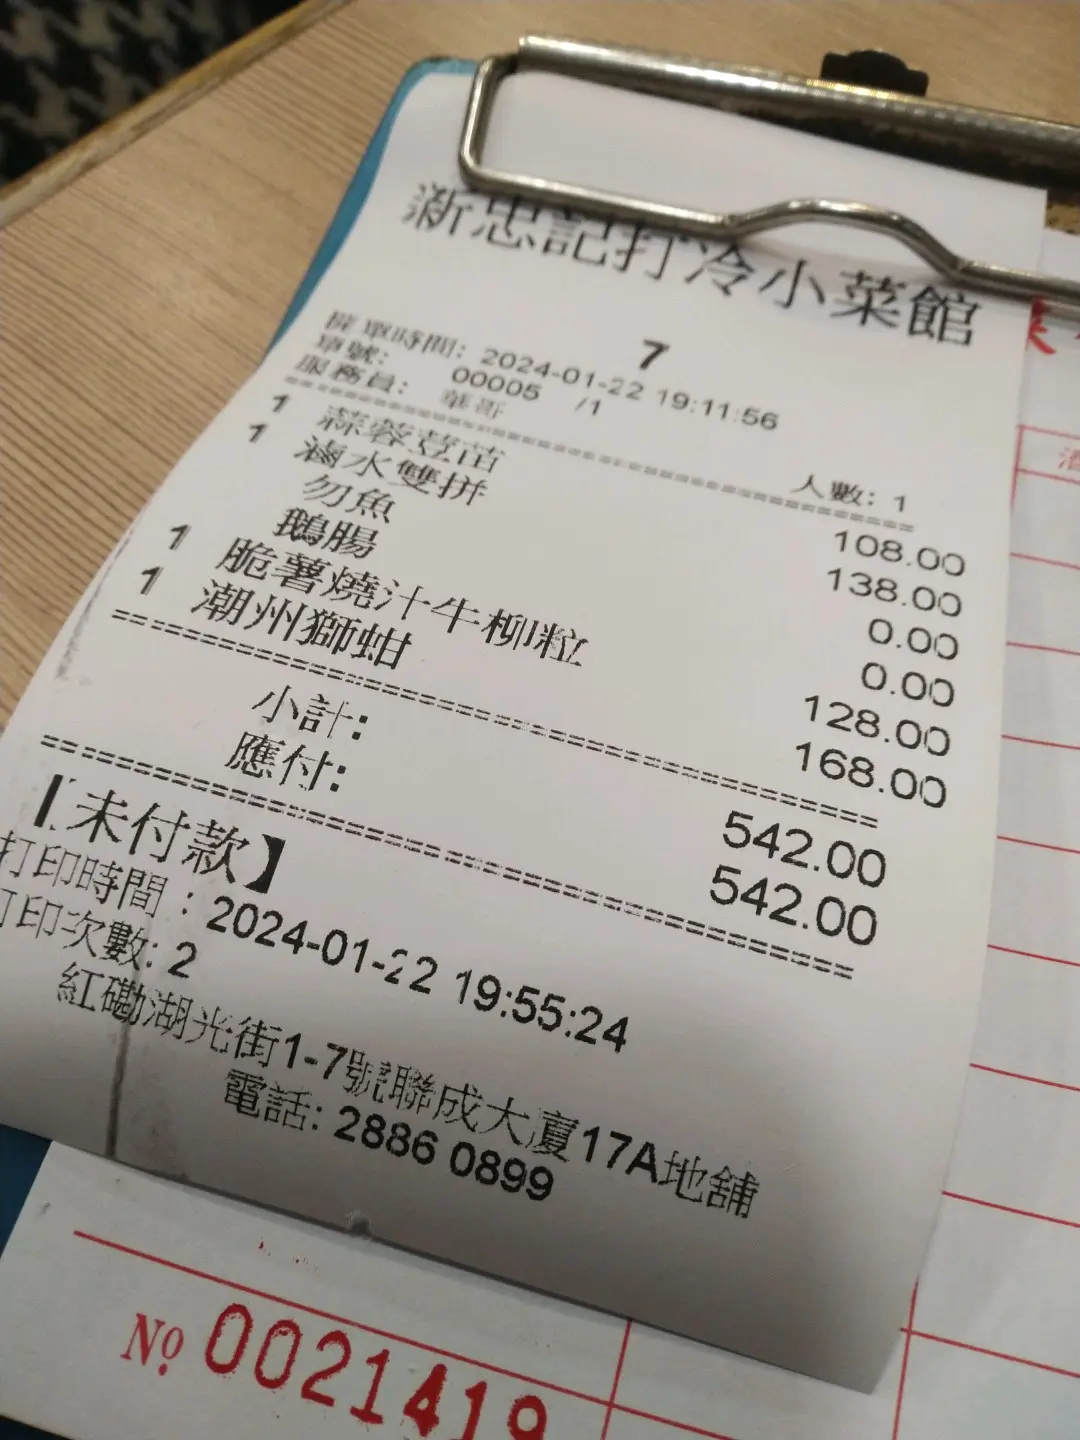 新忠記打冷小菜館
7
開單時間: 2024-01-22 19:11:56
單號: 00005 /1
服務員: 華哥 人數: 1
1 蒜蓉荳苗 108.00
1 滷水雙拼 138.00
勿魚 0.00
鵝腸 0.00
1 脆薯燒汁牛柳粒 128.00
1 潮州獅蚶 168.00
小計: 542.00
應付: 542.00
【未付款】
打印時間: 2024-01-22 19:55:24
打印次數: 2
紅磡湖光街1-7號聯成大廈17A地舖
電話: 2886 0899
酒
No 0021419